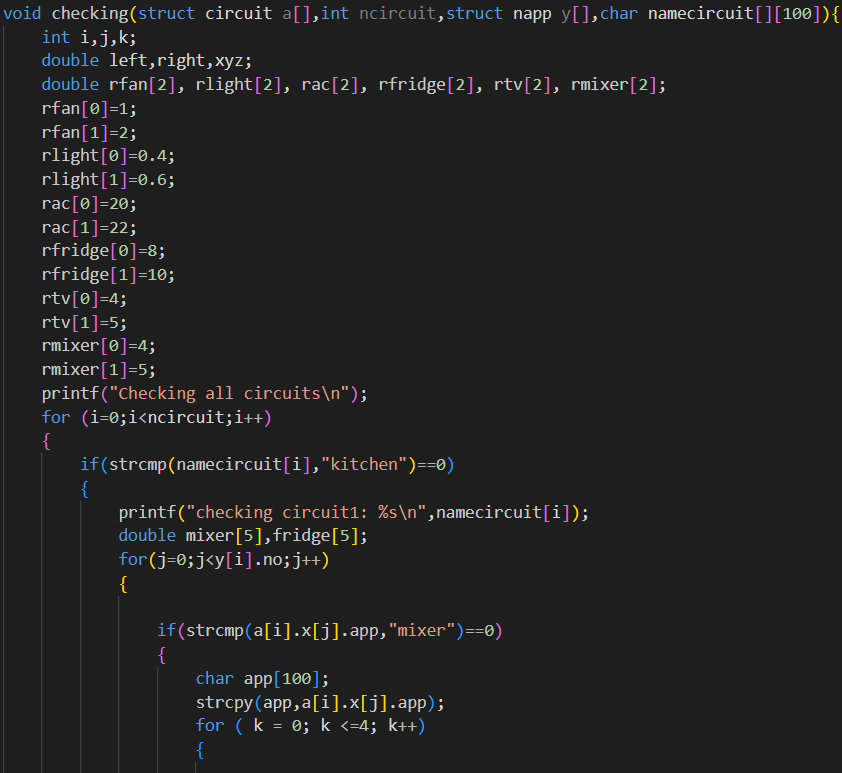 void checking(struct circuit a[],int ncircuit,struct napp y[],char namecircuit[][100]){
int i,j,k;
double left,right,xyz;
double rfan[2], rlight[2], rac[2], rfridge[2], rtv[2], rmixer[2];
rfan[0]=1;
rfan[1]=2;
rlight[0]=0.4;
rlight[1]=0.6;
rac[0]=20;
rac[1]=22;
rfridge[0]=8;
rfridge[1]=10;
rtv[0]=4;
rtv[1]=5;
rmixer[0]=4;
rmixer[1]=5;
printf("Checking all circuits\n");
for (i=0;i<ncircuit;i++)
{
if(strcmp(namecircuit[i],"kitchen")==0)
{
printf("checking circuit1: %s\n",namecircuit[i]);
double mixer[5],fridge[5];
for(j=0;j<y[i].no;j++)
{
if(strcmp(a[i].x[j].app,"mixer")==0)
{
char app[100];
strcpy(app,a[i].x[j].app);
for ( k = 0; k <=4; k++)
{